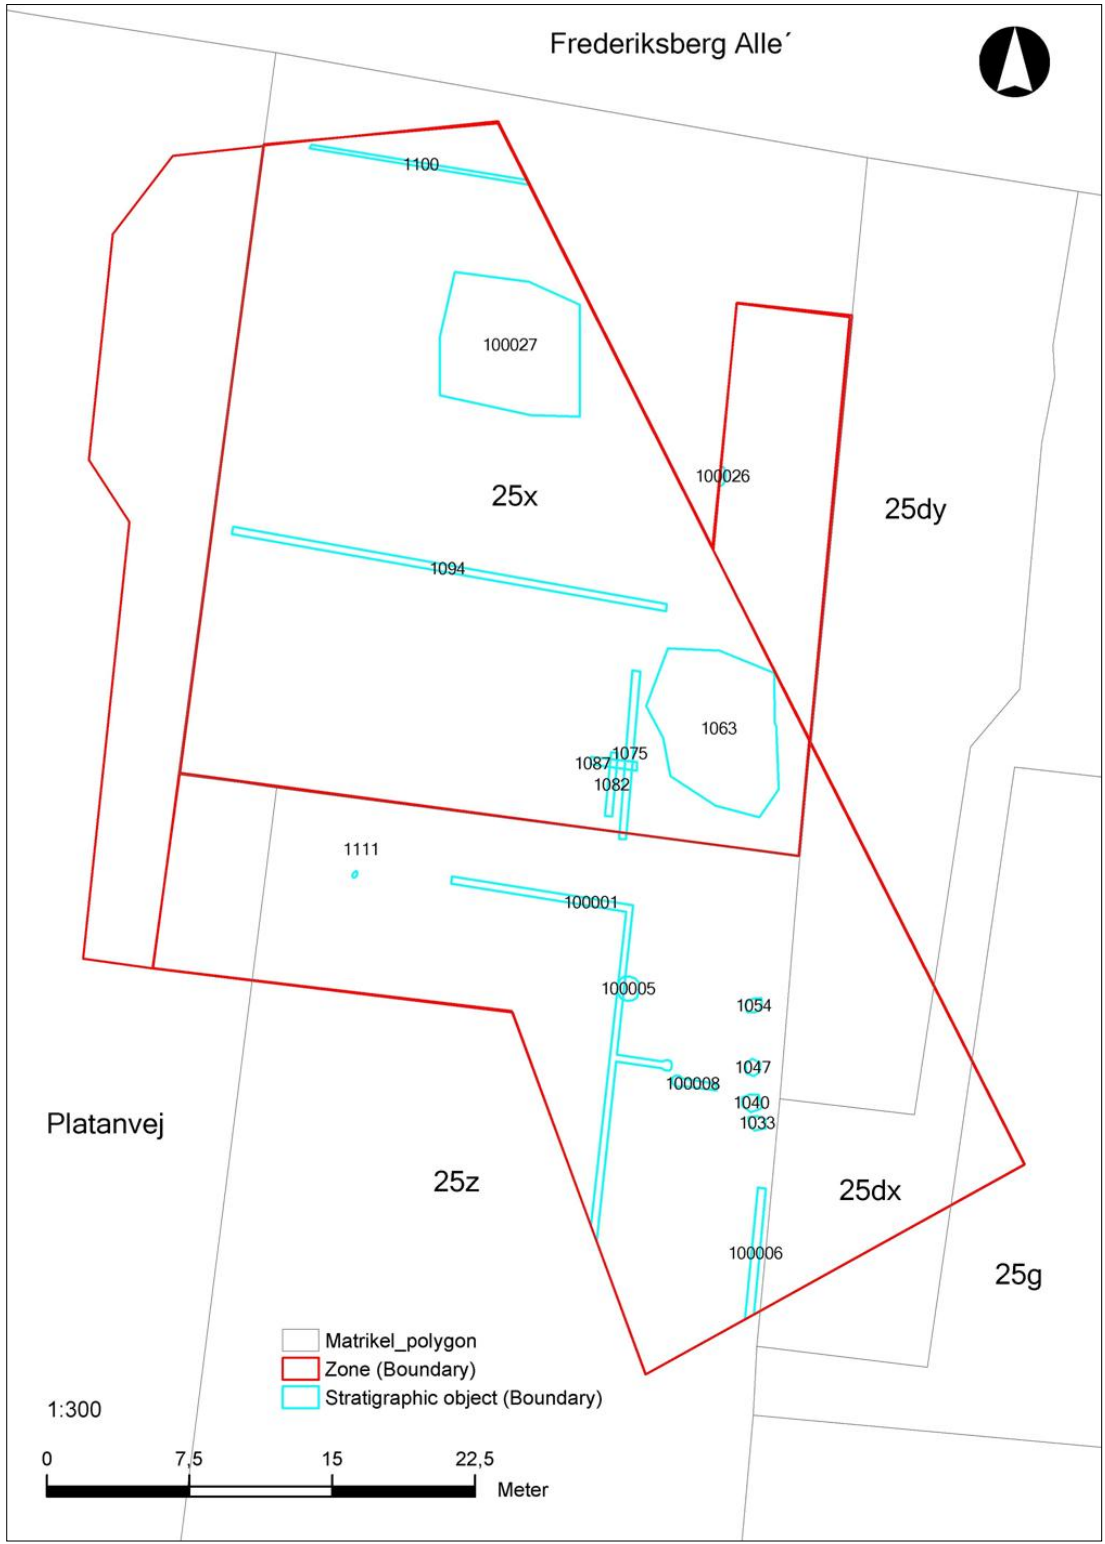 Frederiksberg Alle´
1100
100027
100026
25x
25dy
1094
1063
1075
1087
1082
1111
100001
100005
1054
1047
100008
1040
1033
Platanvej
25z
25dx
100006
25g
Matrikel_polygon
Zone (Boundary)
Stratigraphic object (Boundary)
1:300
0 7,5 15 22,5
Meter